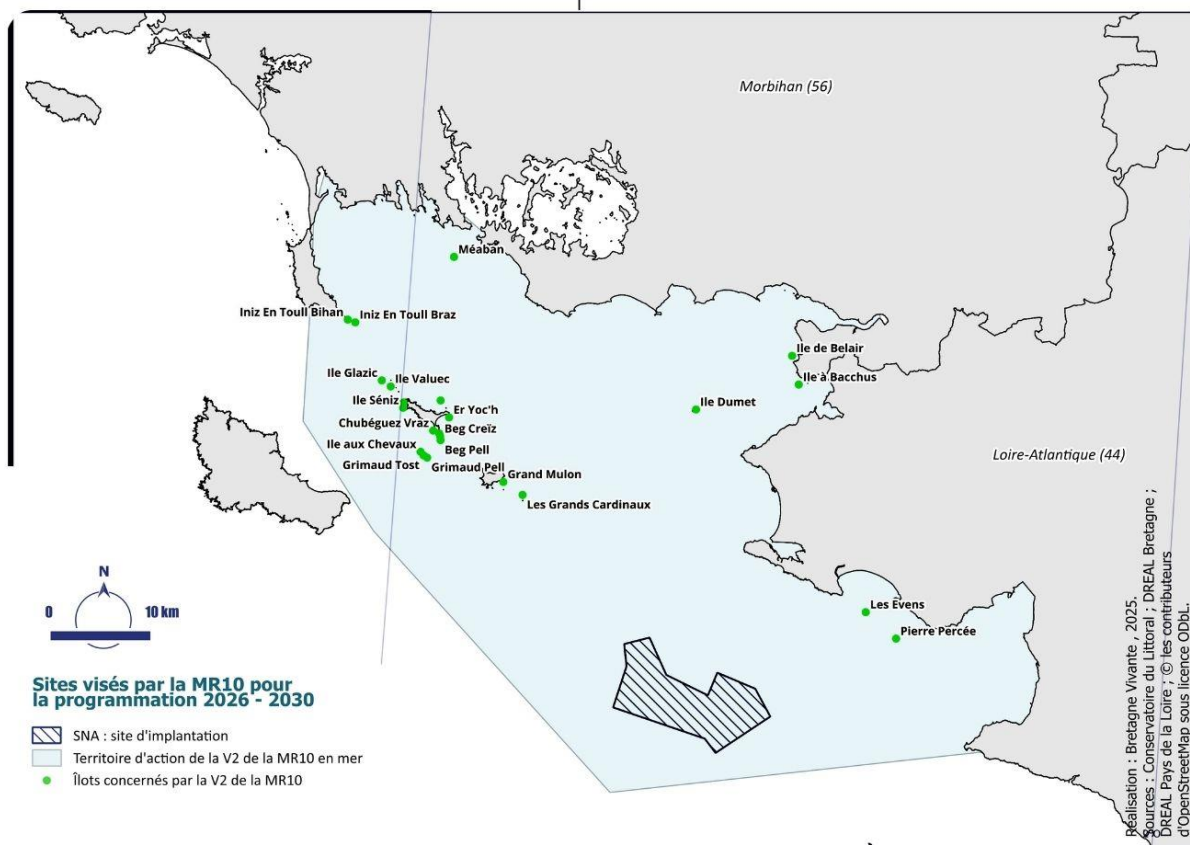 Morbihan (56)
Méaban
Iniz En Toull Bihan
Iniz En Toull Braz
Ile de Belair
Ile Glazic
Ile Valuec
Ile à Bacchus
Ile Séniz
Er Yoc'h
Ile Dumet
Chubéguez Vraz
Beg Creïz
Ile aux Chevaux
Beg Pell
Grimaud Tost
Grimaud Pell
Grand Mulon
Les Grands Cardinaux
Loire-Atlantique (44)
Les Evens
Pierre Percée
N
0 10 km
Sites visés par la MR10 pour
la programmation 2026 - 2030
SNA : site d'implantation
Territoire d'action de la V2 de la MR10 en mer
Îlots concernés par la V2 de la MR10
Réalisation : Bretagne Vivante , 2025.
Sources : Conservatoire du Littoral ; DREAL Bretagne ;
DREAL Pays de la Loire ; © les contributeurs
d'OpenStreetMap sous licence ODbL.